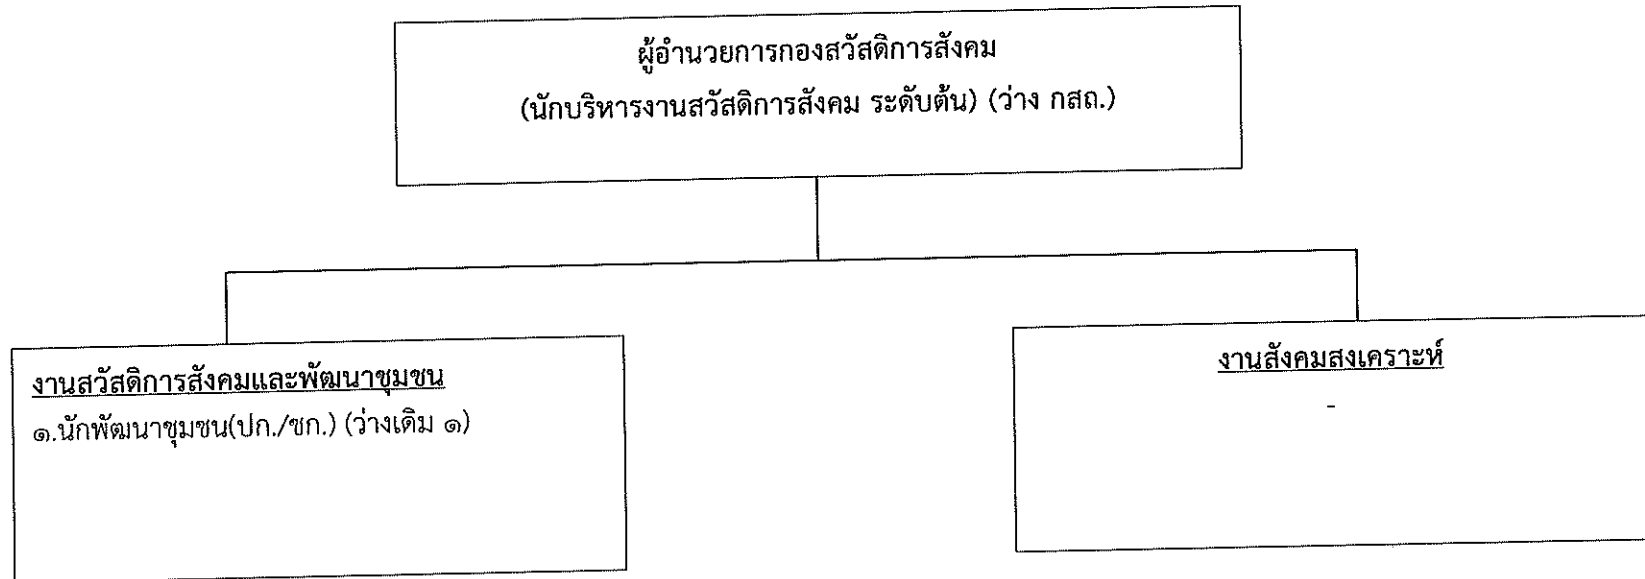 ผู้อำนวยการกองสวัสดิการสังคม
(นักบริหารงานสวัสดิการสังคม ระดับต้น) (ว่าง กสถ.)
งานสวัสดิการสังคมและพัฒนาชุมชน
๑.นักพัฒนาชุมชน(ปก./ชก.) (ว่างเดิม ๑)
งานสังคมสงเคราะห์
-